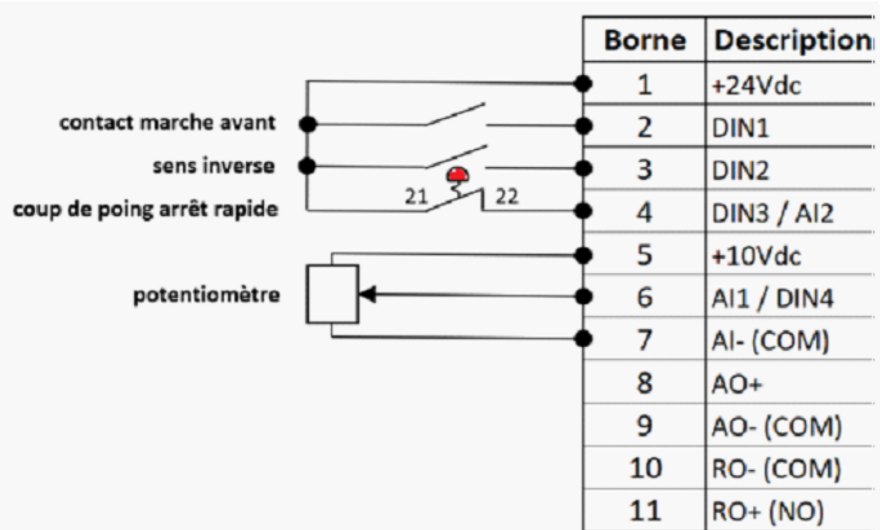 Borne Description
1 +24Vdc
contact marche avant 2 DIN1
sens inverse 3 DIN2
coup de poing arrêt rapide 21 22 4 DIN3 / AI2
5 +10Vdc
potentiomètre 6 AI1 / DIN4
7 AI- (COM)
8 AO+
9 AO- (COM)
10 RO- (COM)
11 RO+ (NO)